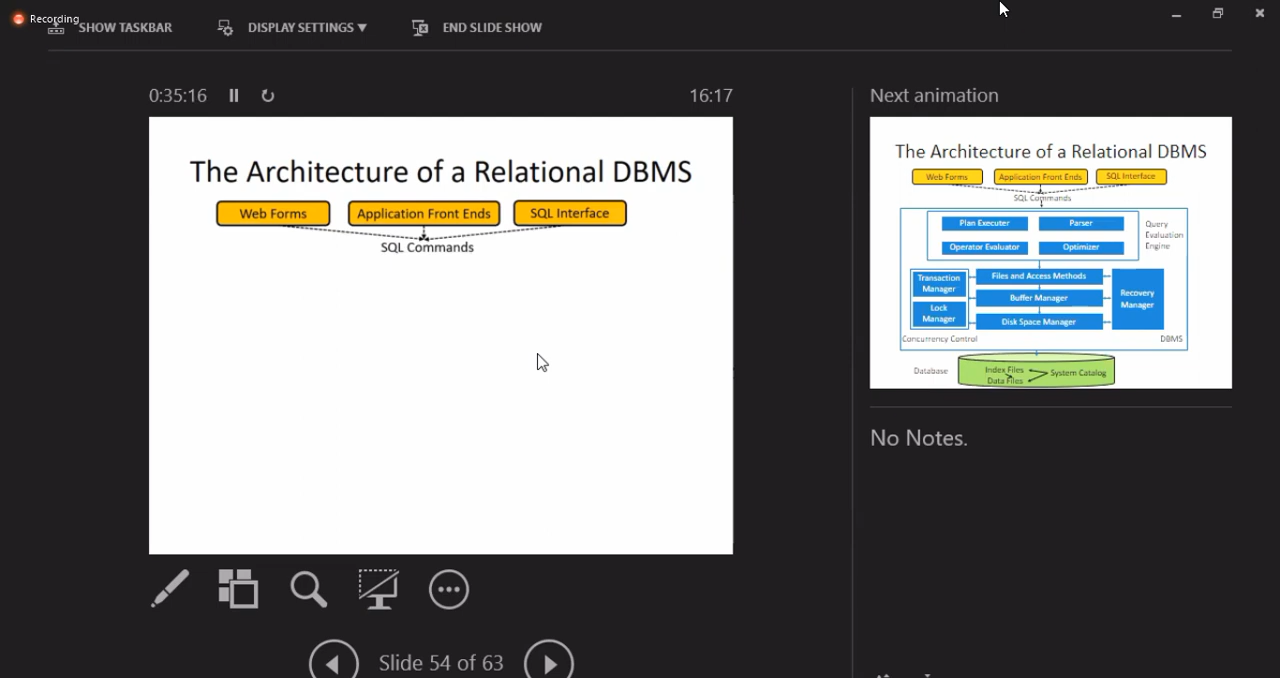 Recording
SHOW TASKBAR
DISPLAY SETTINGS
END SLIDE SHOW
0:35:16
16:17
The Architecture of a Relational DBMS
Web Forms
Application Front Ends
SQL Interface
SQL Commands
Slide 54 of 63
Next animation
The Architecture of a Relational DBMS
Web Forms
Application Front Ends
SQL Interface
SQL Commands
Plan Executer
Parser
Operator Evaluator
Optimizer
Query
Evaluation
Engine
Transaction
Manager
Lock
Manager
Files and Access Methods
Buffer Manager
Disk Space Manager
Recovery
Manager
Concurrency Control
DBMS
Database
Index Files
Data Files
System Catalog
No Notes.